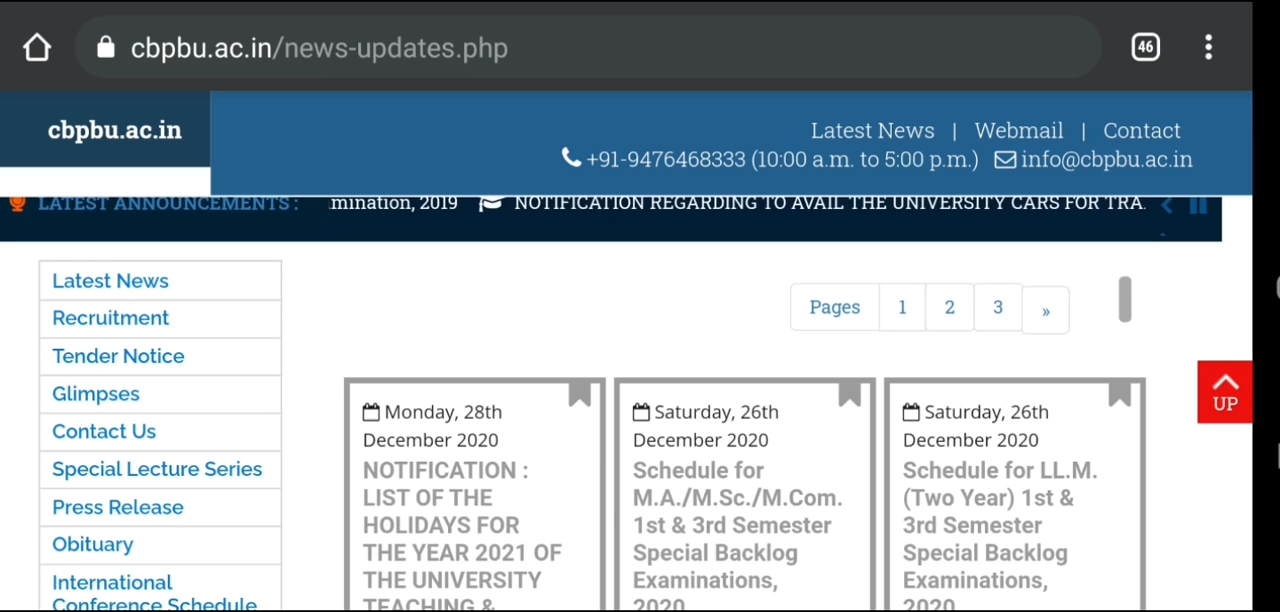 cbpbu.ac.in/news-updates.php
46
cbpbu.ac.in
Latest News | Webmail | Contact
+91-9476468333 (10:00 a.m. to 5:00 p.m.) info@cbpbu.ac.in
LATEST ANNOUNCEMENTS : mination, 2019 NOTIFICATION REGARDING TO AVAIL THE UNIVERSITY CARS FOR TRA
Latest News
Recruitment
Tender Notice
Glimpses
Contact Us
Special Lecture Series
Press Release
Obituary
International
Conference Schedule
Pages 1 2 3 »
Monday, 28th
December 2020
NOTIFICATION :
LIST OF THE
HOLIDAYS FOR
THE YEAR 2021 OF
THE UNIVERSITY
TEACHING &
Saturday, 26th
December 2020
Schedule for
M.A./M.Sc./M.Com.
1st & 3rd Semester
Special Backlog
Examinations,
2020
Saturday, 26th
December 2020
Schedule for LL.M.
(Two Year) 1st &
3rd Semester
Special Backlog
Examinations,
2020
UP